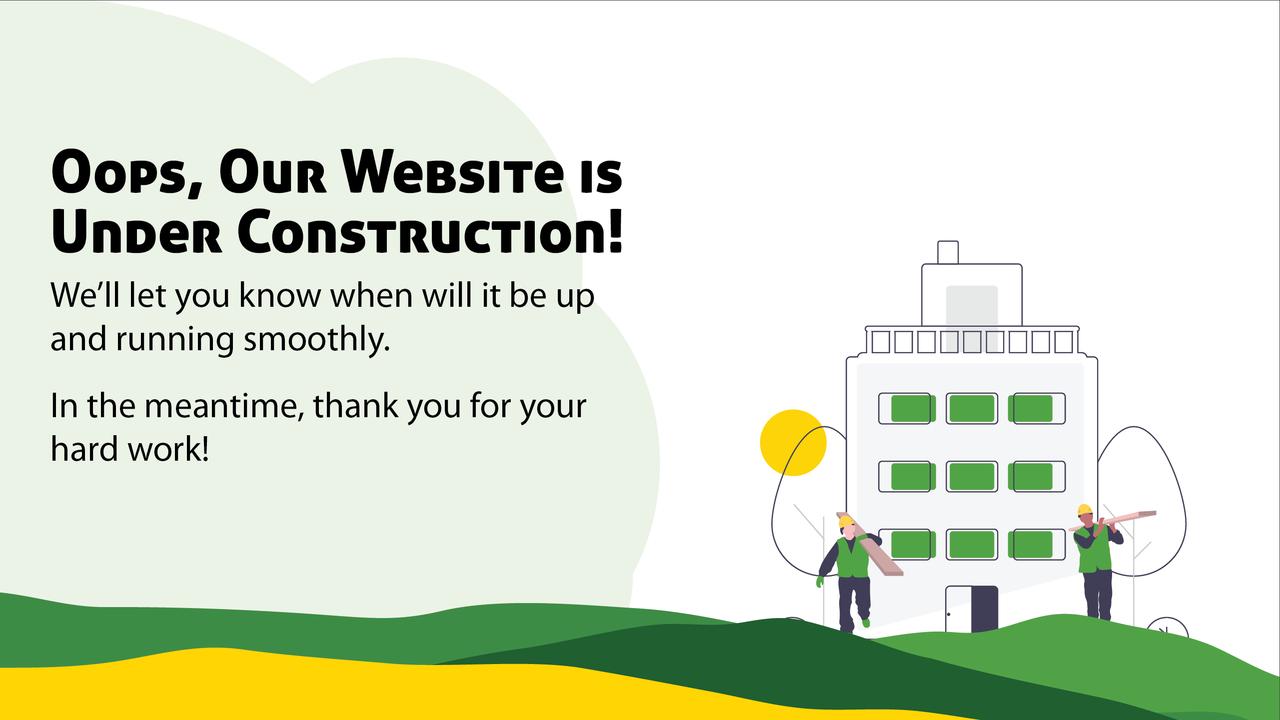 Oops, Our Website is
Under Construction!
We’ll let you know when will it be up
and running smoothly.
In the meantime, thank you for your
hard work!